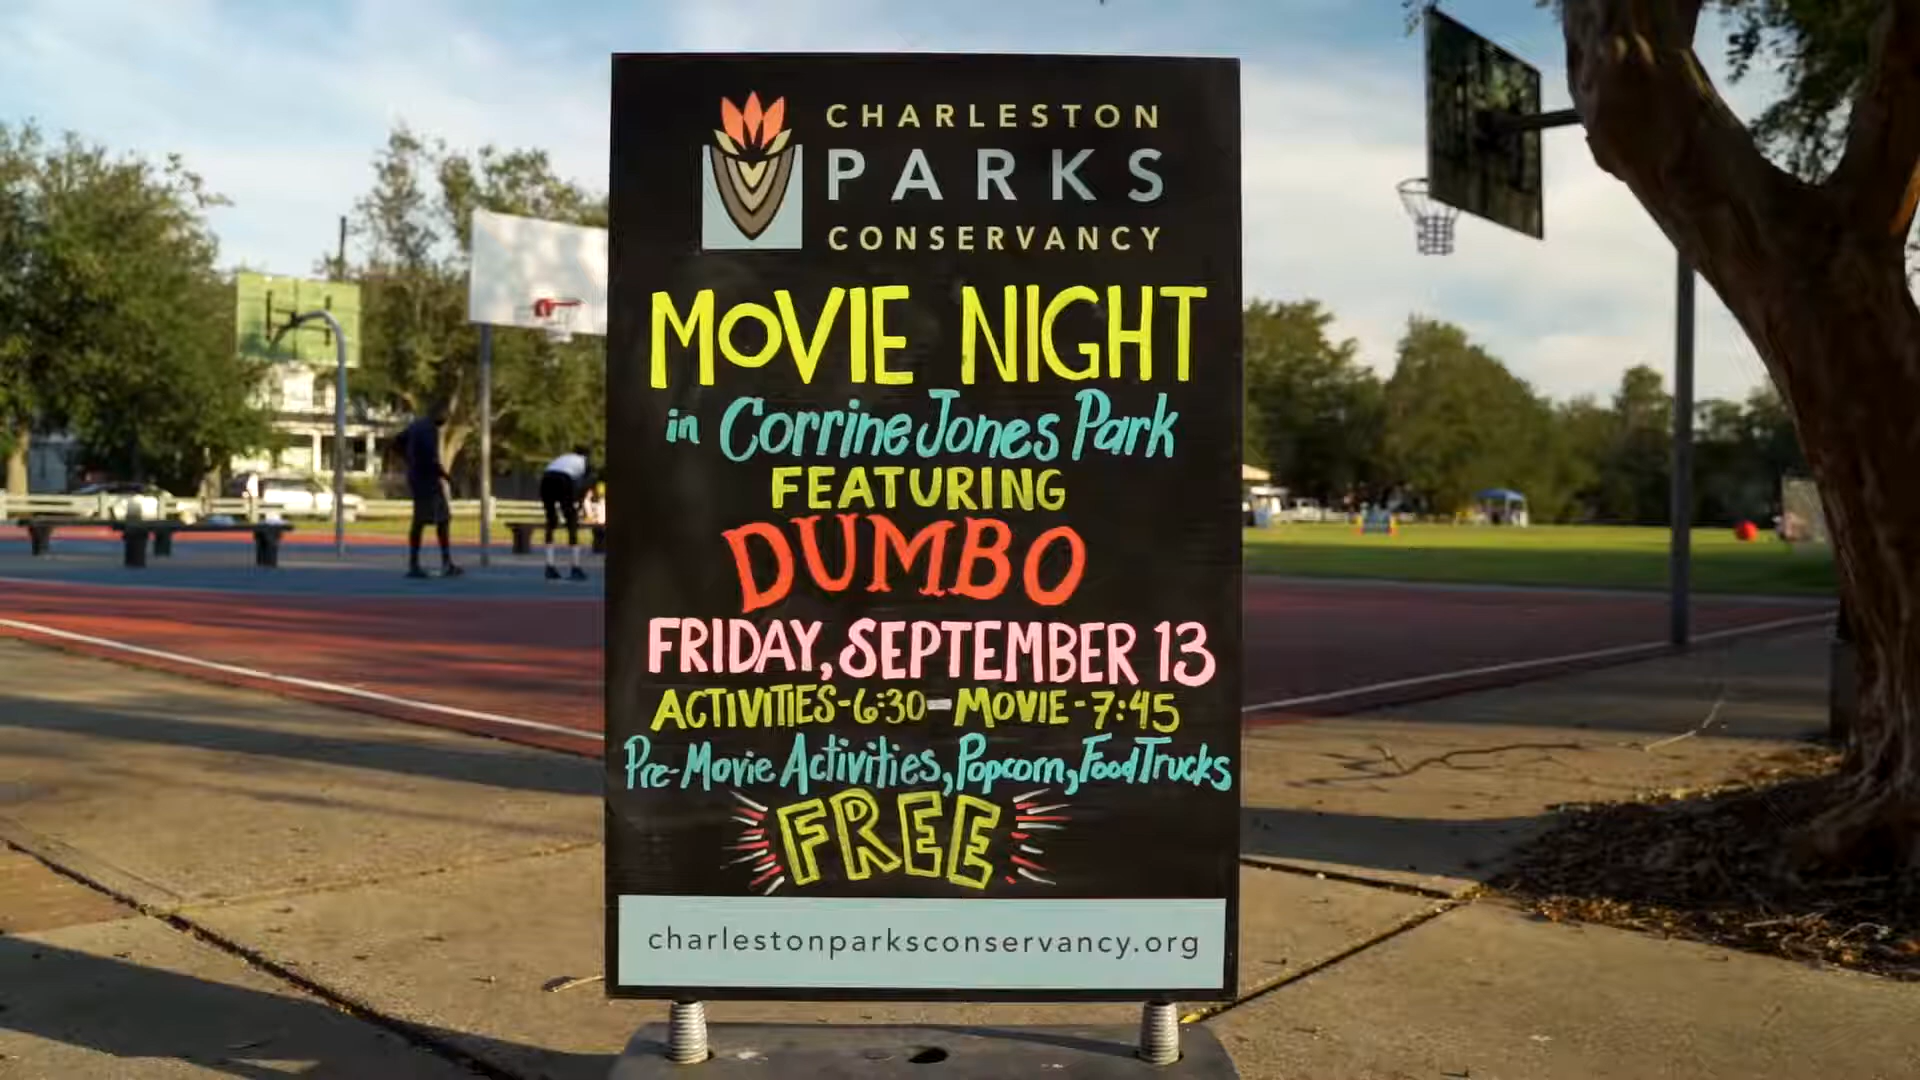 CHARLESTON
PARKS
CONSERVANCY
MOVIE NIGHT
in Corrine Jones Park
FEATURING
DUMBO
FRIDAY, SEPTEMBER 13
ACTIVITIES-6:30-MOVIE-7:45
Pre-Movie Activities, Popcorn, Food Trucks
FREE
charlestonparksconservancy.org